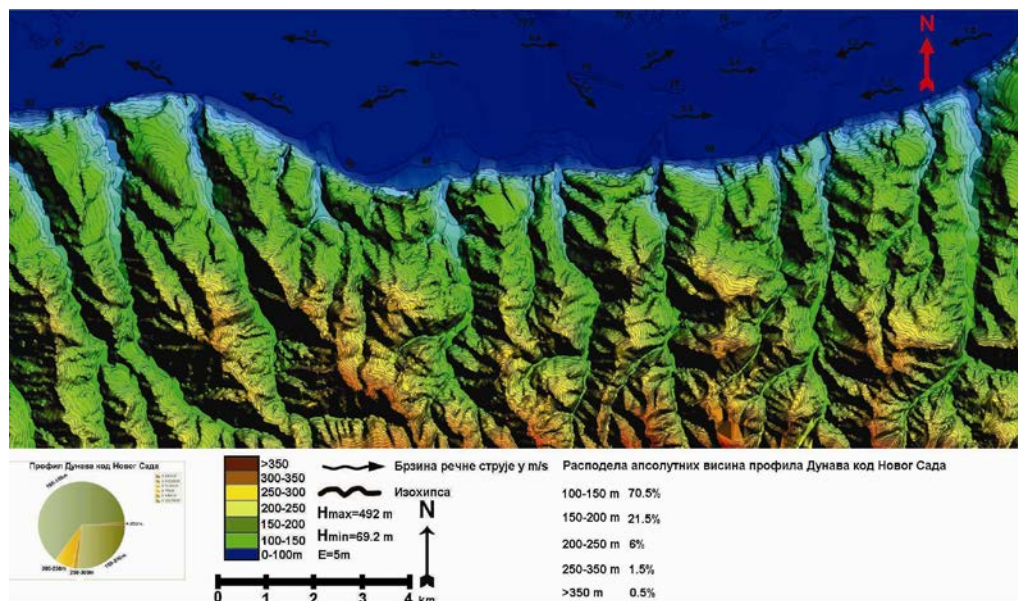 N
Профил Дунава код Новог Сада
>350
300-350
250-300
200-250
150-200
100-150
0-100m
Брзина речне струје у m/s
Изохипса
Hmax=492 m
Hmin=69.2 m
E=5m
N
0 1 2 3 4
km
Расподела апсолутних висина профила Дунава код Новог Сада
100-150 m 70.5%
150-200 m 21.5%
200-250 m 6%
250-350 m 1.5%
>350 m 0.5%